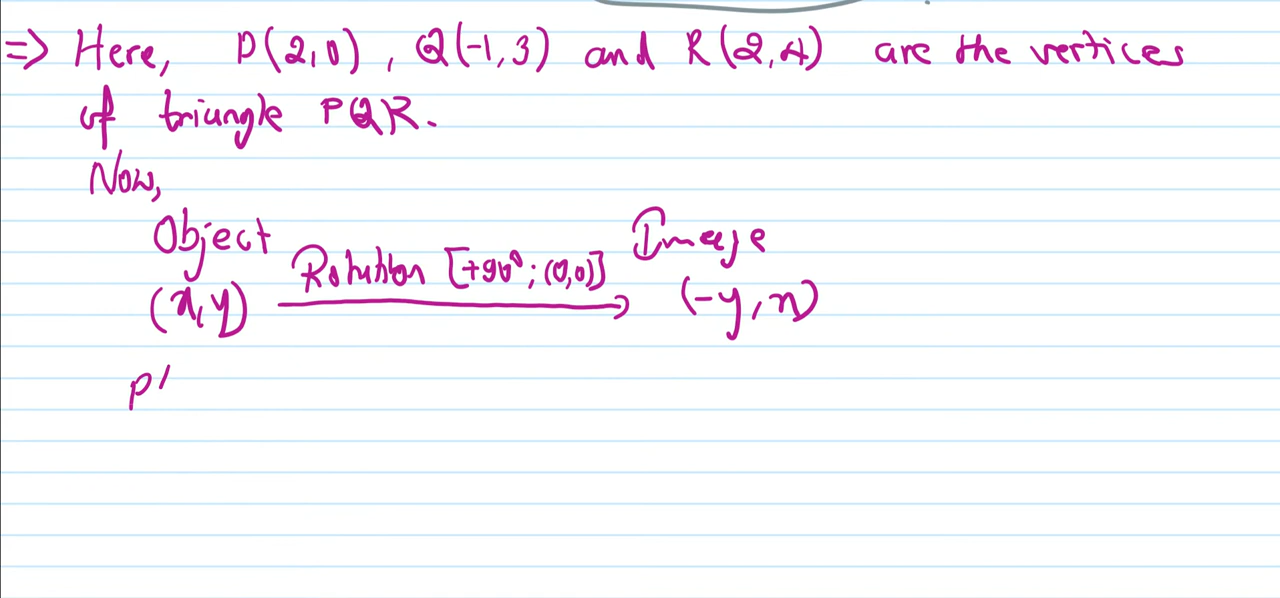 => Here, P(2,0), Q(-1,3) and R(2,4) are the vertices
of triangle PQR.
Now,
Object Image
Rotation [+90°; (0,0)]
(x,y) (-y,x)
P(